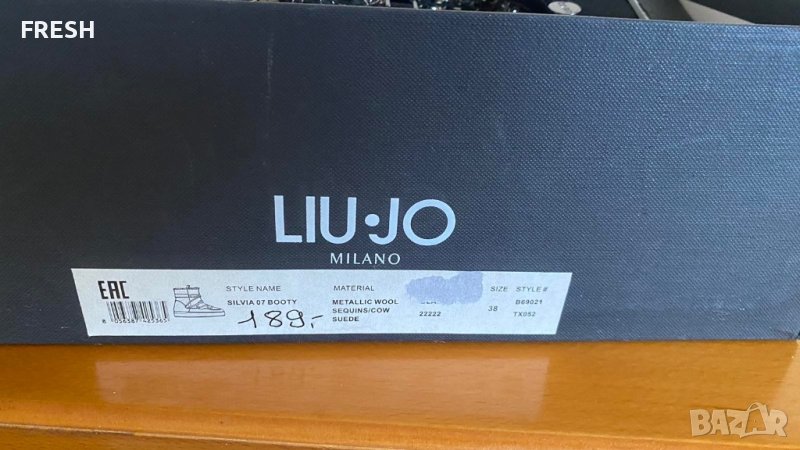 FRESH
LIU·JO
MILANO
EAC
STYLE NAME
SILVIA 07 BOOTY
189,-
MATERIAL
METALLIC WOOL
SEQUINS/COW
SUEDE
22222
SIZE
38
STYLE #
B69021
TX052
BAZAR